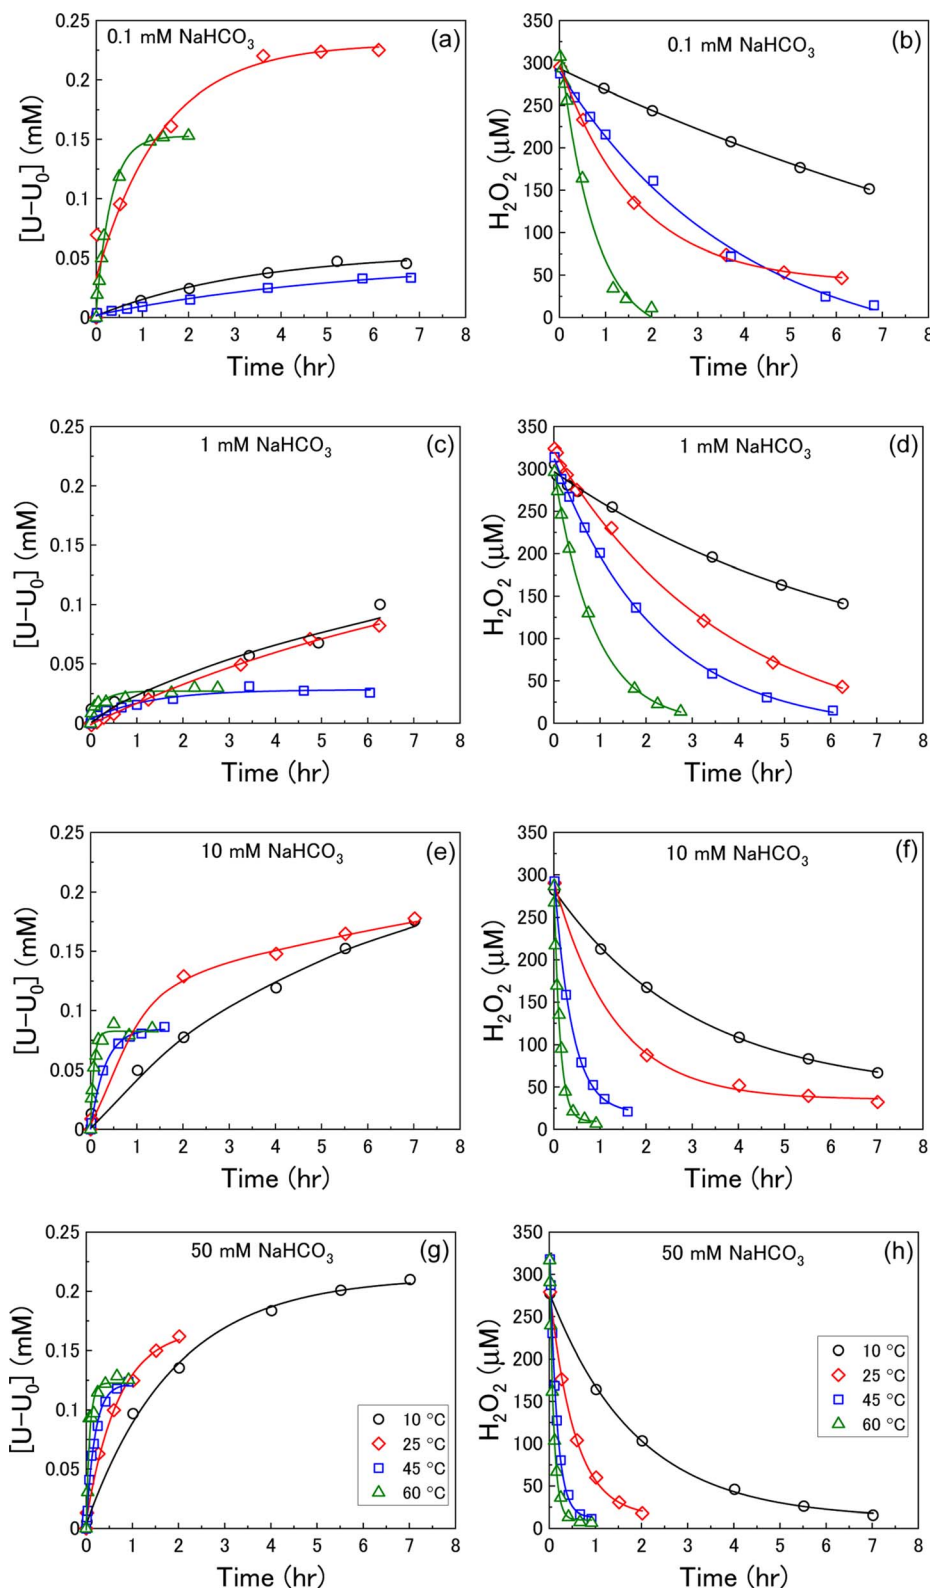 0.1 mM NaHCO₃
(a)
0.25
0.2
0.15
0.1
0.05
0
[U−U₀] (mM)
0 1 2 3 4 5 6 7 8
Time (hr)
0.1 mM NaHCO₃
(b)
350
300
250
200
150
100
50
0
H₂O₂ (μM)
0 1 2 3 4 5 6 7 8
Time (hr)
1 mM NaHCO₃
(c)
0.25
0.2
0.15
0.1
0.05
0
[U−U₀] (mM)
0 1 2 3 4 5 6 7 8
Time (hr)
1 mM NaHCO₃
(d)
350
300
250
200
150
100
50
0
H₂O₂ (μM)
0 1 2 3 4 5 6 7 8
Time (hr)
10 mM NaHCO₃
(e)
0.25
0.2
0.15
0.1
0.05
0
[U−U₀] (mM)
0 1 2 3 4 5 6 7 8
Time (hr)
10 mM NaHCO₃
(f)
350
300
250
200
150
100
50
0
H₂O₂ (μM)
0 1 2 3 4 5 6 7 8
Time (hr)
50 mM NaHCO₃
(g)
0.25
0.2
0.15
0.1
0.05
0
[U−U₀] (mM)
10 °C
25 °C
45 °C
60 °C
0 1 2 3 4 5 6 7 8
Time (hr)
50 mM NaHCO₃
(h)
350
300
250
200
150
100
50
0
H₂O₂ (μM)
10 °C
25 °C
45 °C
60 °C
0 1 2 3 4 5 6 7 8
Time (hr)